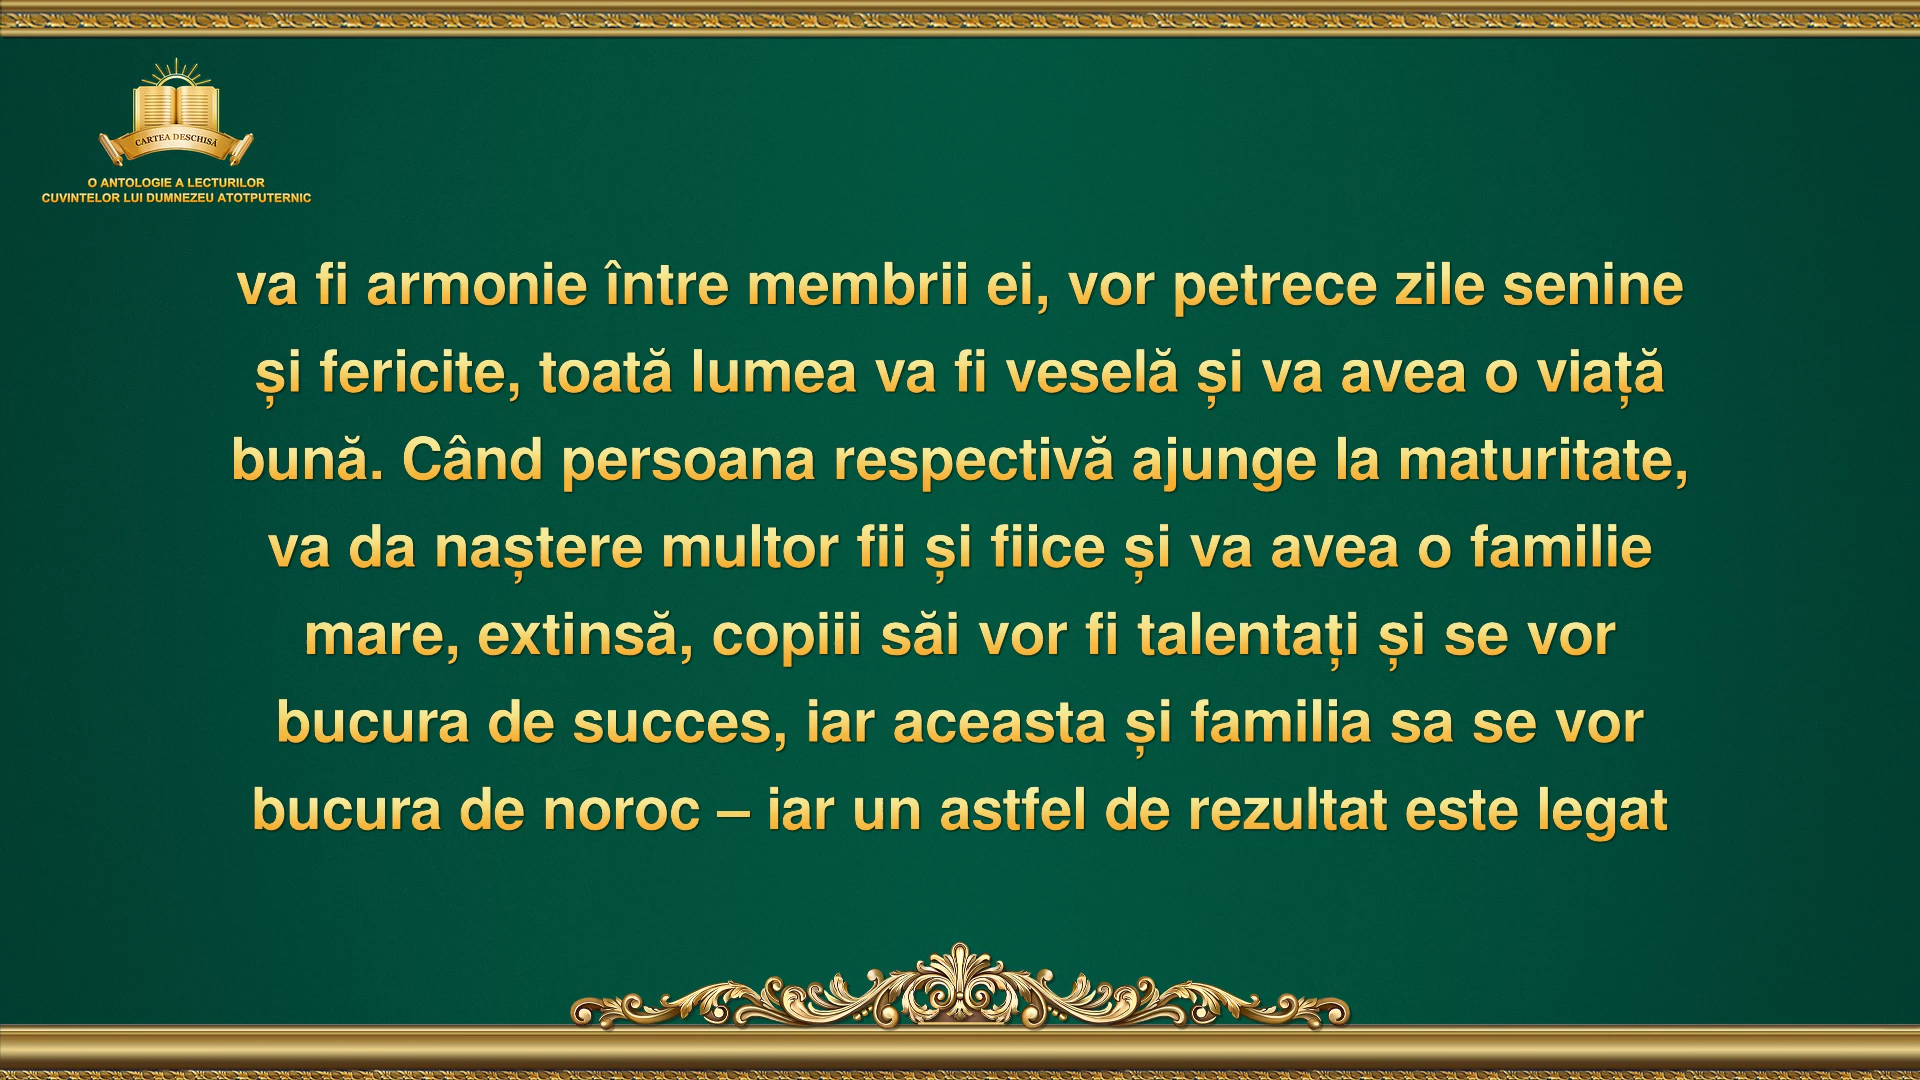 CARTEA DESCHISĂ
O ANTOLOGIE A LECTURILOR
CUVINTELOR LUI DUMNEZEU ATOTPUTERNIC
va fi armonie între membrii ei, vor petrece zile senine
și fericite, toată lumea va fi veselă și va avea o viață
bună. Când persoana respectivă ajunge la maturitate,
va da naștere multor fii și fiice și va avea o familie
mare, extinsă, copiii săi vor fi talentați și se vor
bucura de succes, iar aceasta și familia sa se vor
bucura de noroc – iar un astfel de rezultat este legat